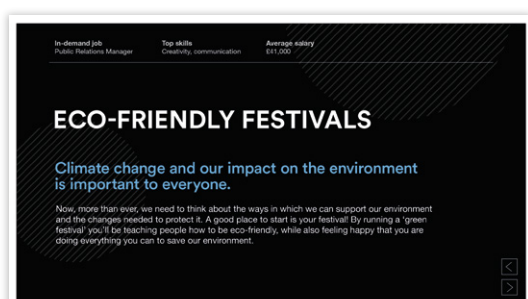 In-demand job
Public Relations Manager
Top skills
Creativity, communication
Average salary
£41,000
ECO-FRIENDLY FESTIVALS
Climate change and our impact on the environment
is important to everyone.
Now, more than ever, we need to think about the ways in which we can support our environment
and the changes needed to protect it. A good place to start is your festival! By running a ‘green
festival’ you’ll be teaching people how to be eco-friendly, while also feeling happy that you are
doing everything you can to save our environment.